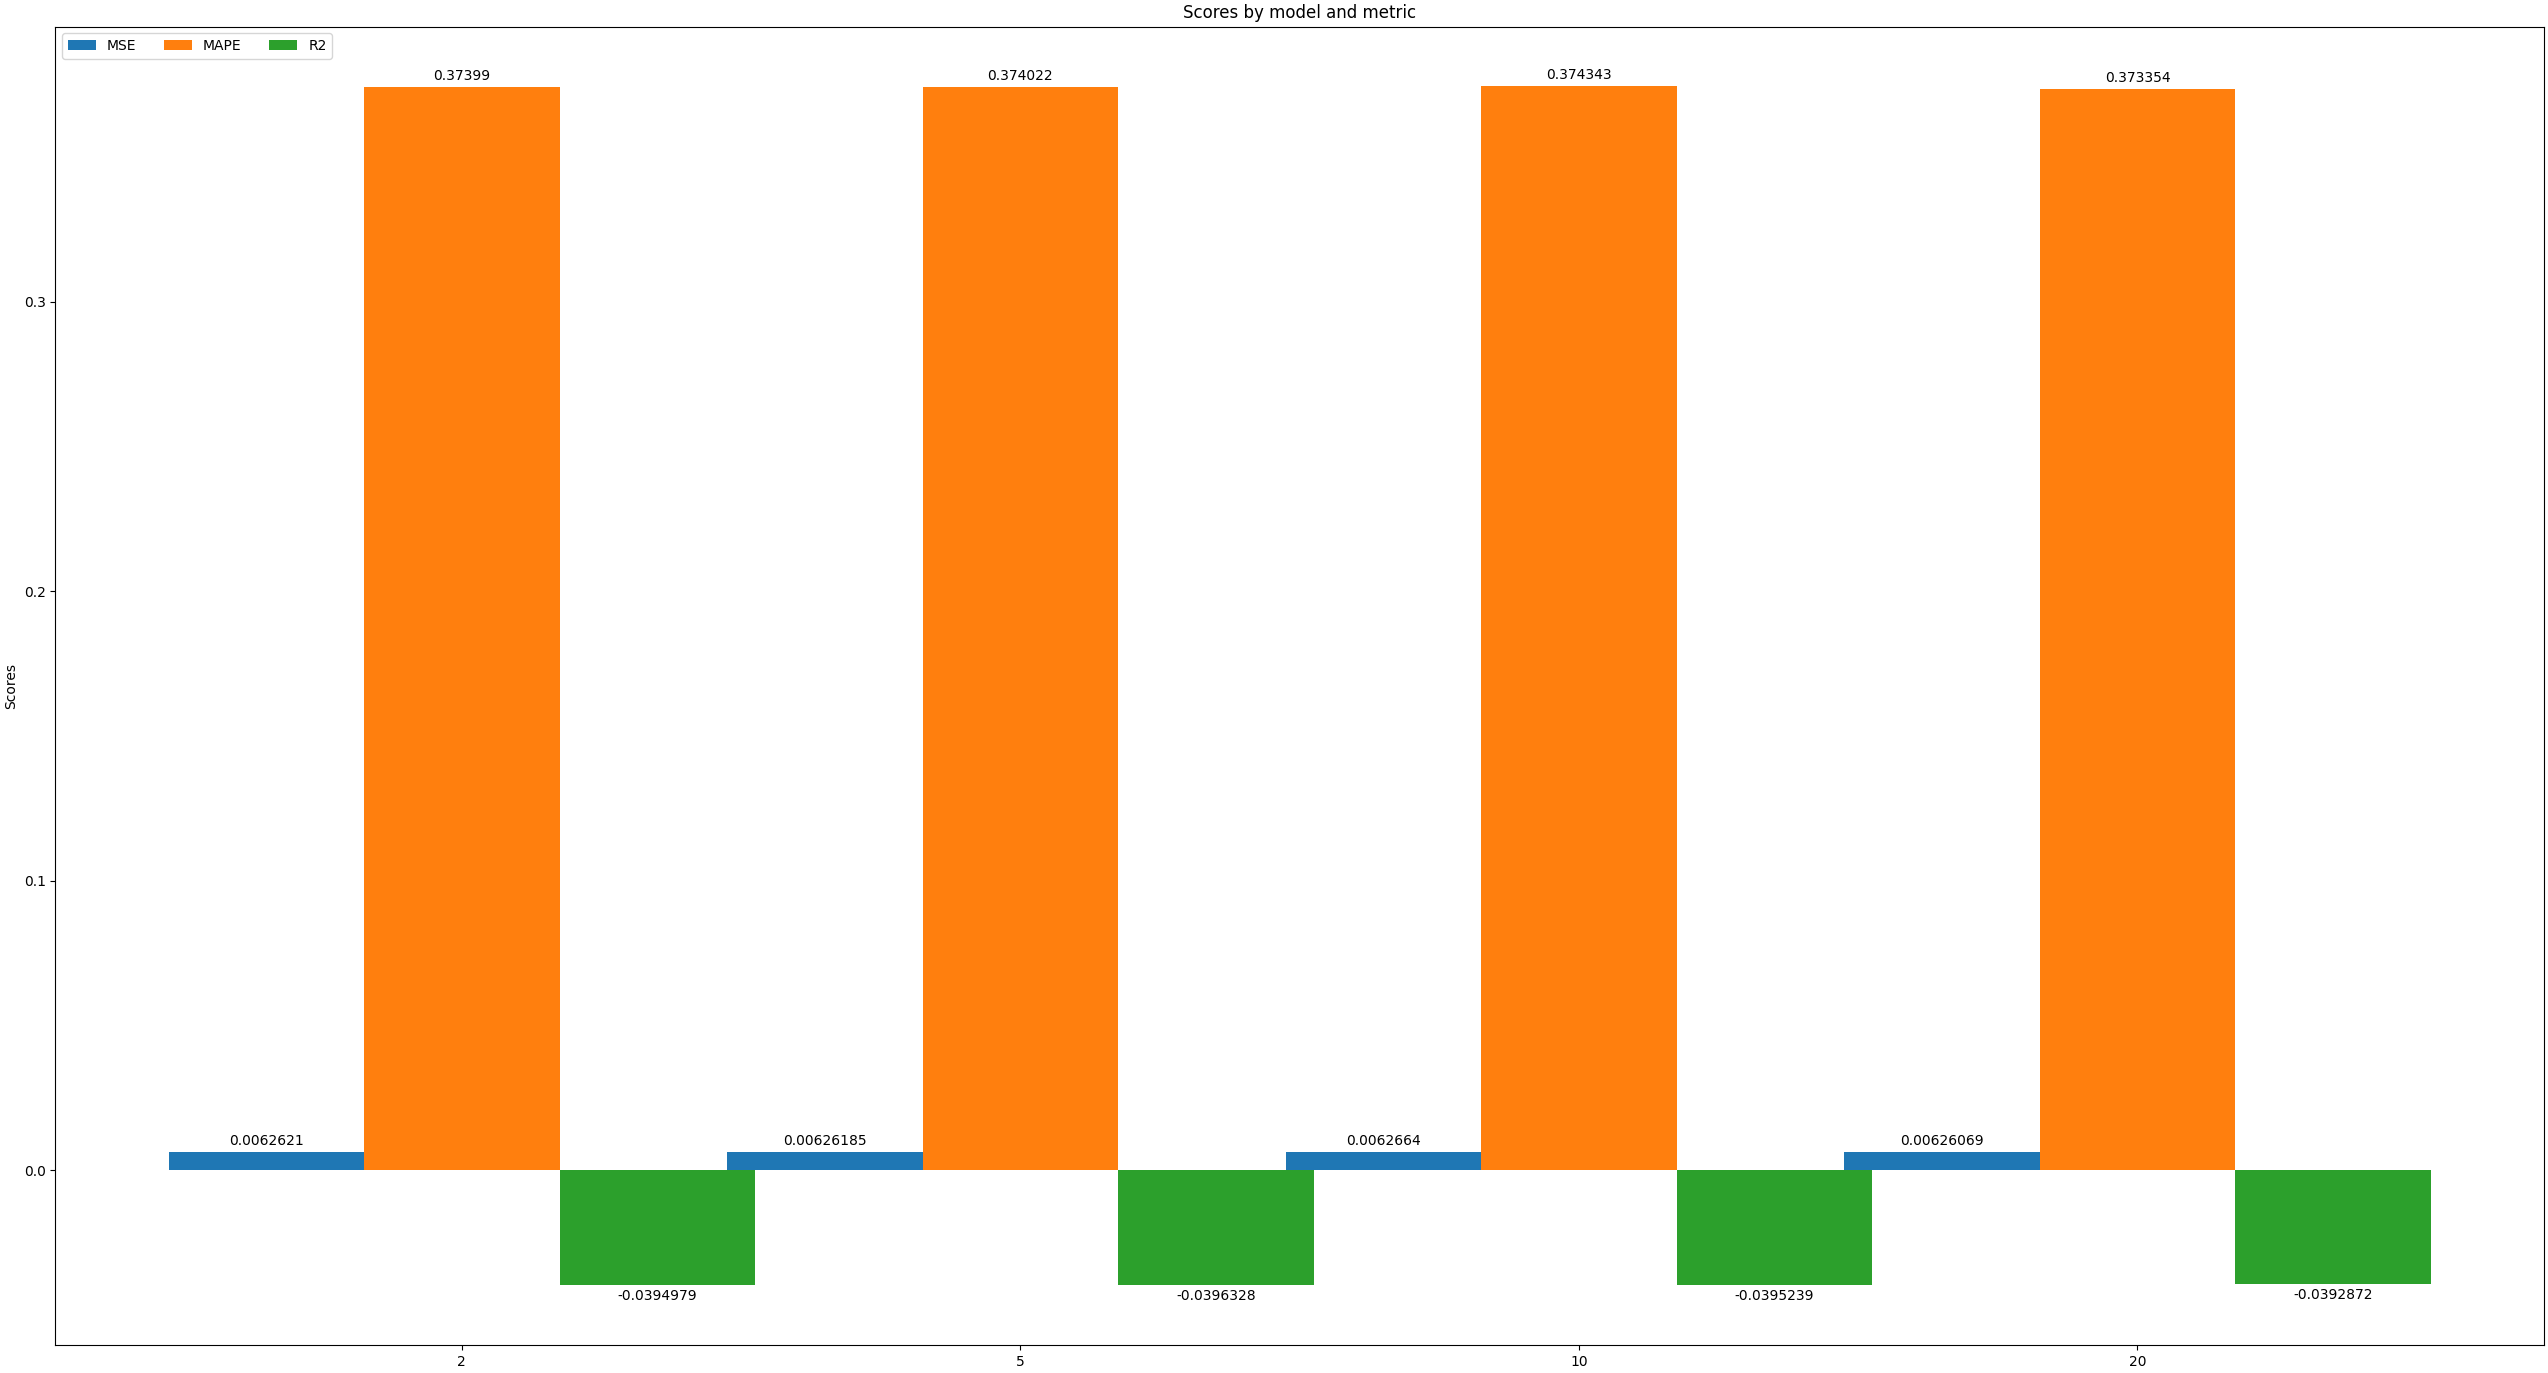 Scores by model and metric
MSE MAPE R2
0.37399 0.374022 0.374343 0.373354
0.3
0.2
Scores
0.1
0.0062621 0.00626185 0.0062664 0.00626069
0.0
-0.0394979 -0.0396328 -0.0395239 -0.0392872
2 5 10 20